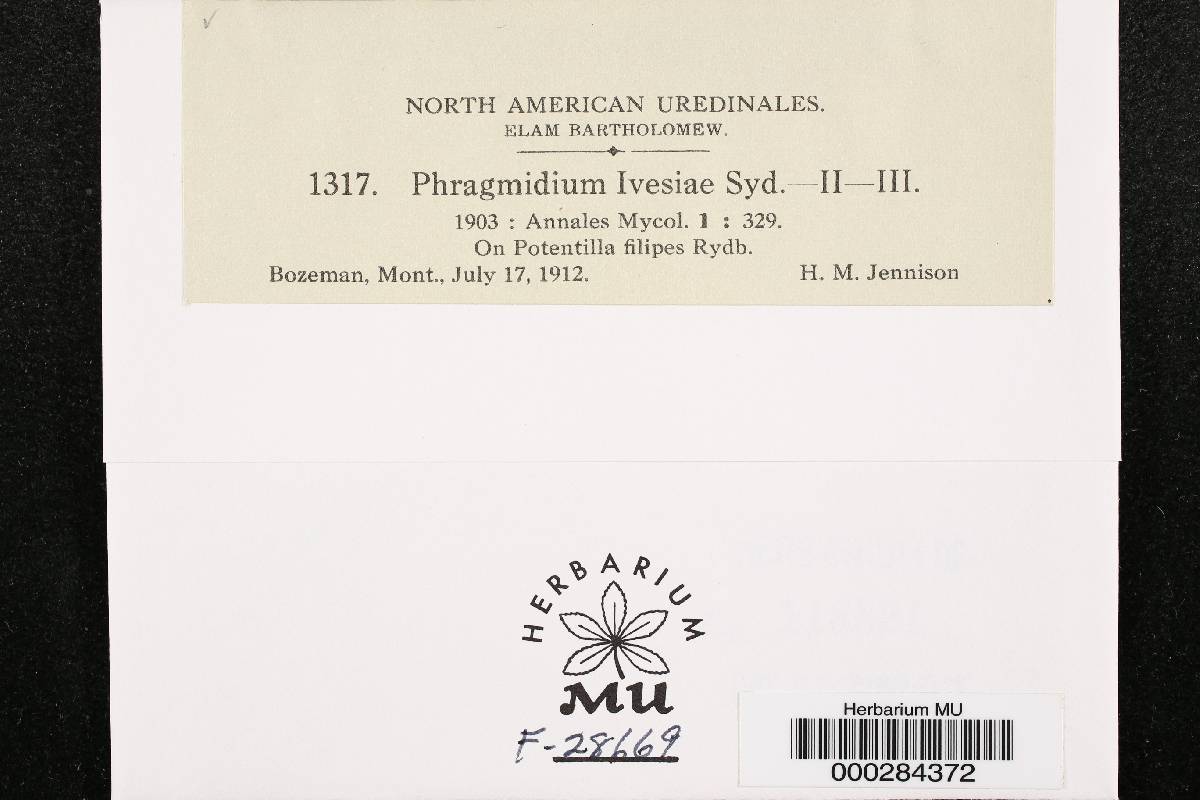 NORTH AMERICAN UREDINALES.
ELAM BARTHOLOMEW.
1317. Phragmidium Ivesiae Syd.—II—III.
1903 : Annales Mycol. 1 : 329.
On Potentilla filipes Rydb.
Bozeman, Mont., July 17, 1912. H. M. Jennison
HERBARIUM
MU
F-28669
Herbarium MU
000284372